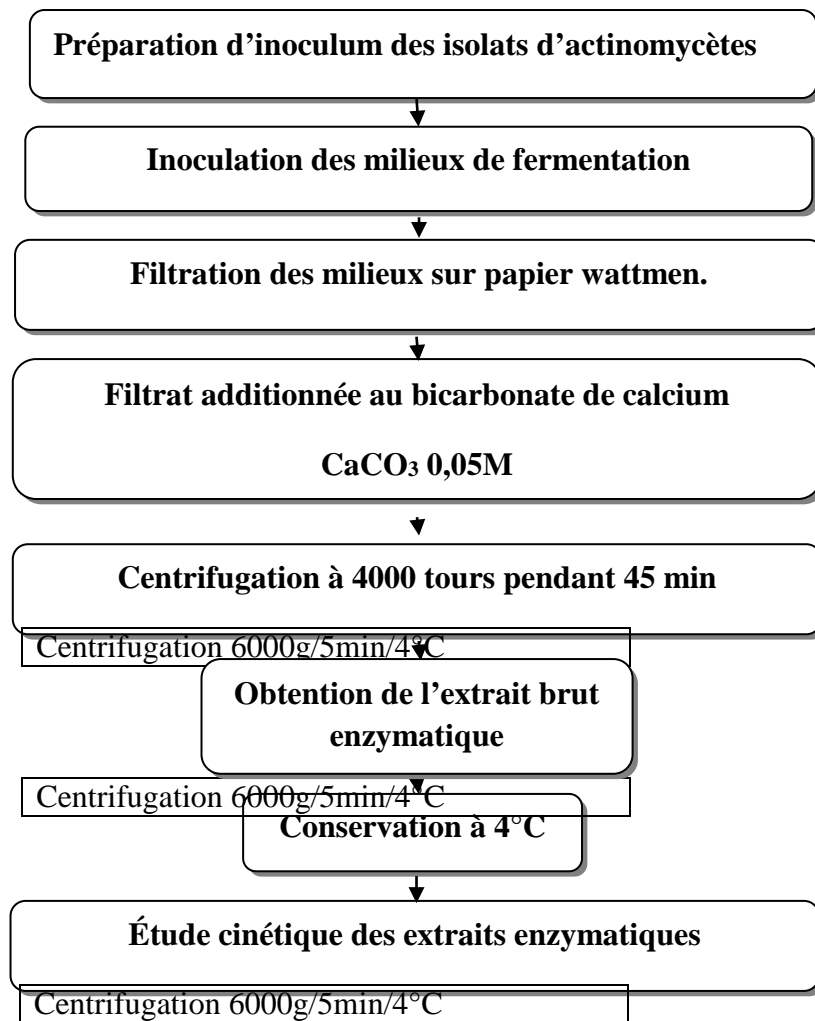 Préparation d’inoculum des isolats d’actinomycètes
Inoculation des milieux de fermentation
Filtration des milieux sur papier wattmen.
Filtrat additionnée au bicarbonate de calcium
CaCO₃ 0,05M
Centrifugation à 4000 tours pendant 45 min
Centrifugation 6000g/5min/4°C
Obtention de l’extrait brut
enzymatique
Centrifugation 6000g/5min/4°C
Conservation à 4°C
Étude cinétique des extraits enzymatiques
Centrifugation 6000g/5min/4°C